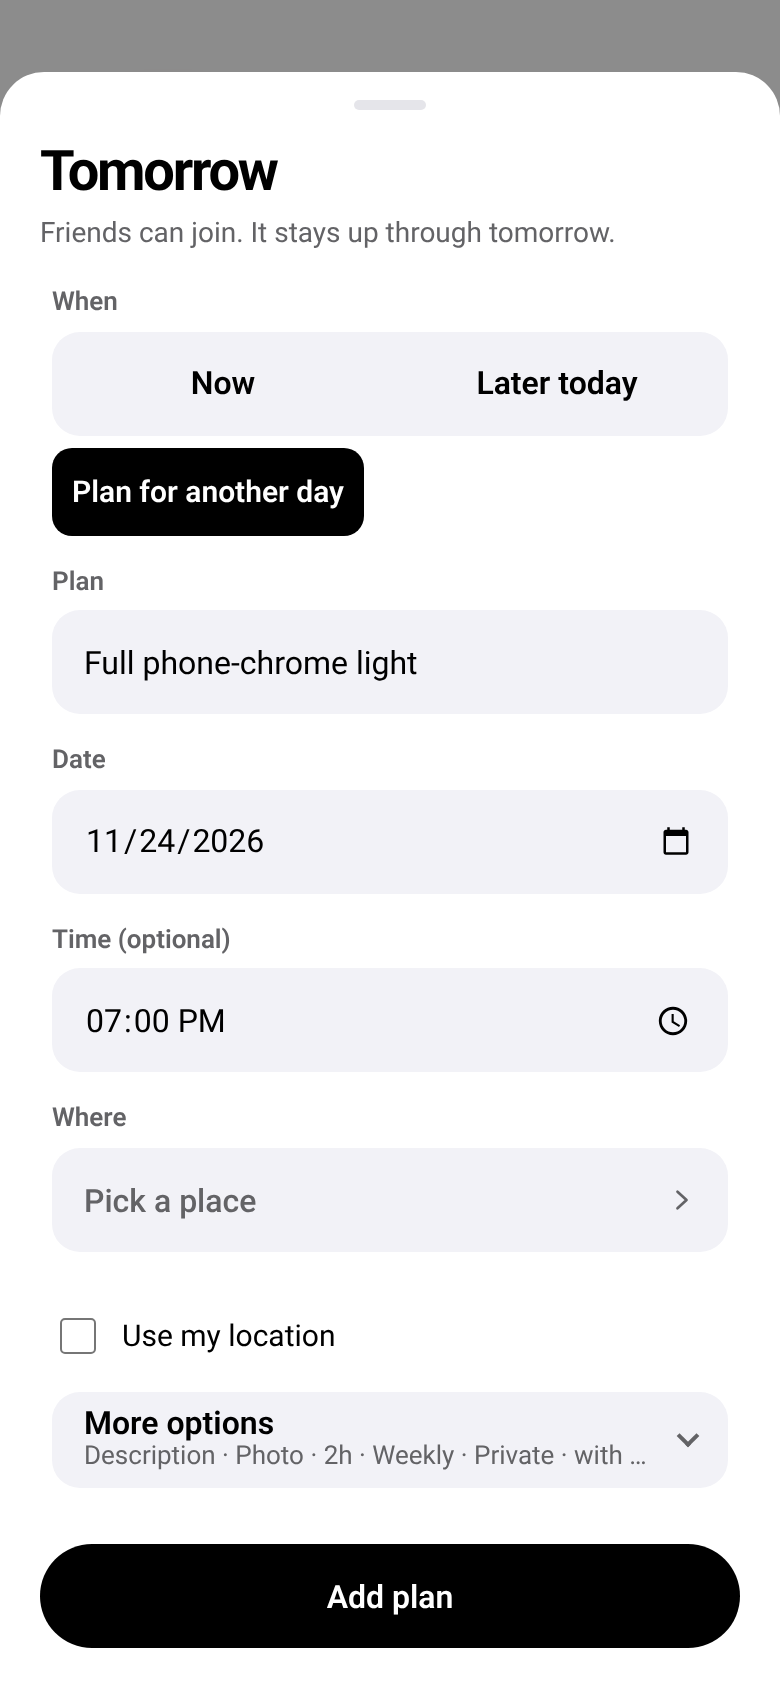 Tomorrow
Friends can join. It stays up through tomorrow.
When
Now Later today
Plan for another day
Plan
Full phone-chrome light
Date
11/24/2026
Time (optional)
07:00 PM
Where
Pick a place
Use my location
More options
Description · Photo · 2h · Weekly · Private · with ...
Add plan